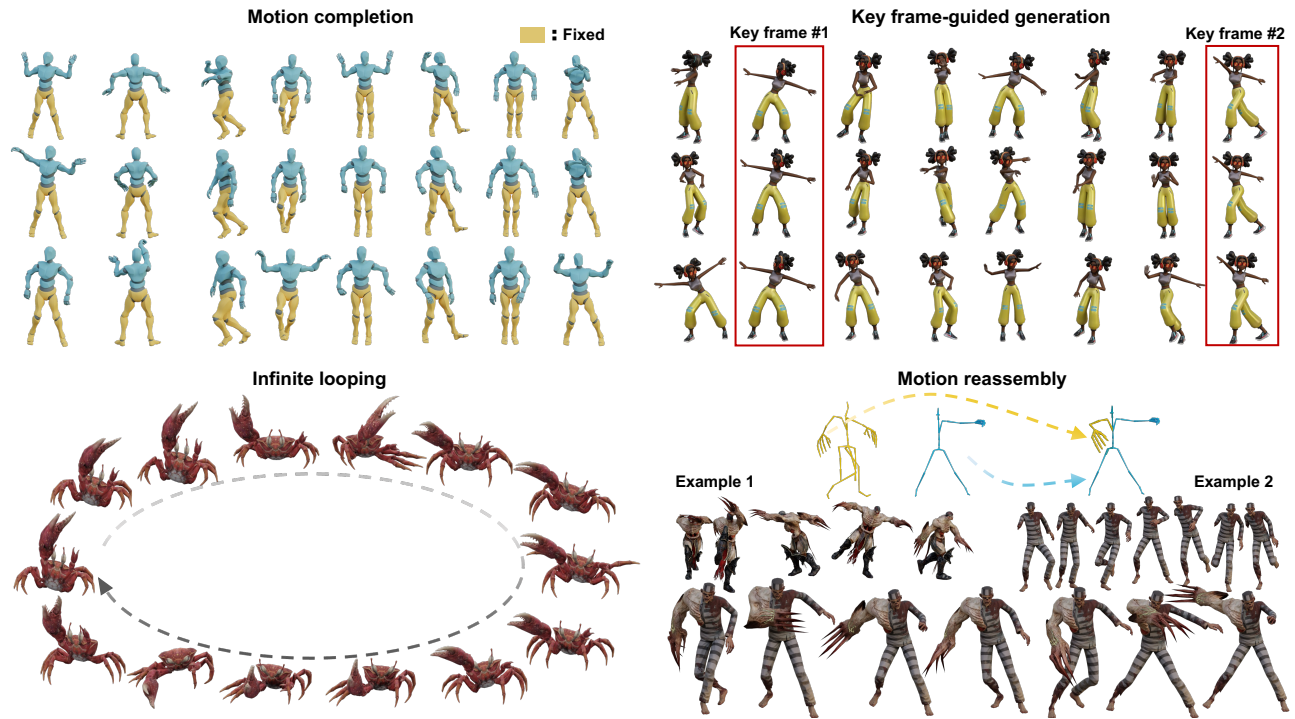 Motion completion
: Fixed
Key frame-guided generation
Key frame #1
Key frame #2
Infinite looping
Motion reassembly
Example 1
Example 2